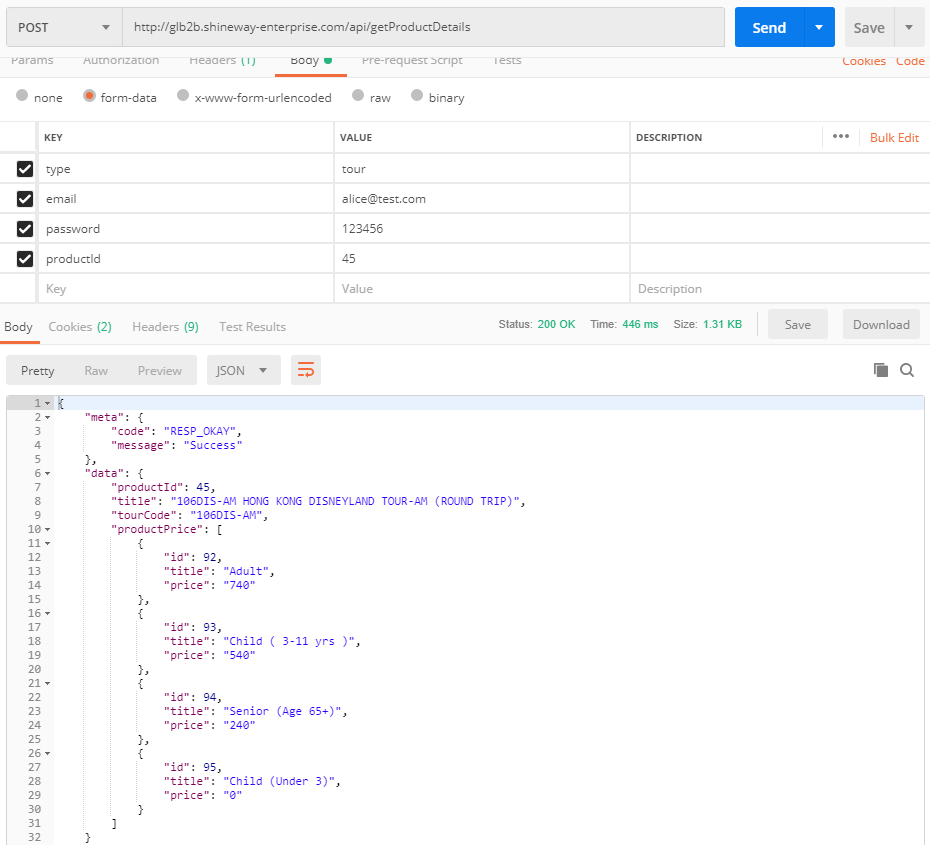 POST http://glb2b.shineway-enterprise.com/api/getProductDetails Send Save
Params Authorization Headers (1) Body Pre-request Script Tests Cookies Code
none form-data x-www-form-urlencoded raw binary
KEY VALUE DESCRIPTION ••• Bulk Edit
type tour
email alice@test.com
password 123456
productId 45
Key Value Description
Body Cookies (2) Headers (9) Test Results Status: 200 OK Time: 446 ms Size: 1.31 KB Save Download
Pretty Raw Preview JSON
1 {
2 "meta": {
3 "code": "RESP_OKAY",
4 "message": "Success"
5 },
6 "data": {
7 "productId": 45,
8 "title": "106DIS-AM HONG KONG DISNEYLAND TOUR-AM (ROUND TRIP)",
9 "tourCode": "106DIS-AM",
10 "productPrice": [
11 {
12 "id": 92,
13 "title": "Adult",
14 "price": "740"
15 },
16 {
17 "id": 93,
18 "title": "Child ( 3-11 yrs )",
19 "price": "540"
20 },
21 {
22 "id": 94,
23 "title": "Senior (Age 65+)",
24 "price": "240"
25 },
26 {
27 "id": 95,
28 "title": "Child (Under 3)",
29 "price": "0"
30 }
31 ]
32 }